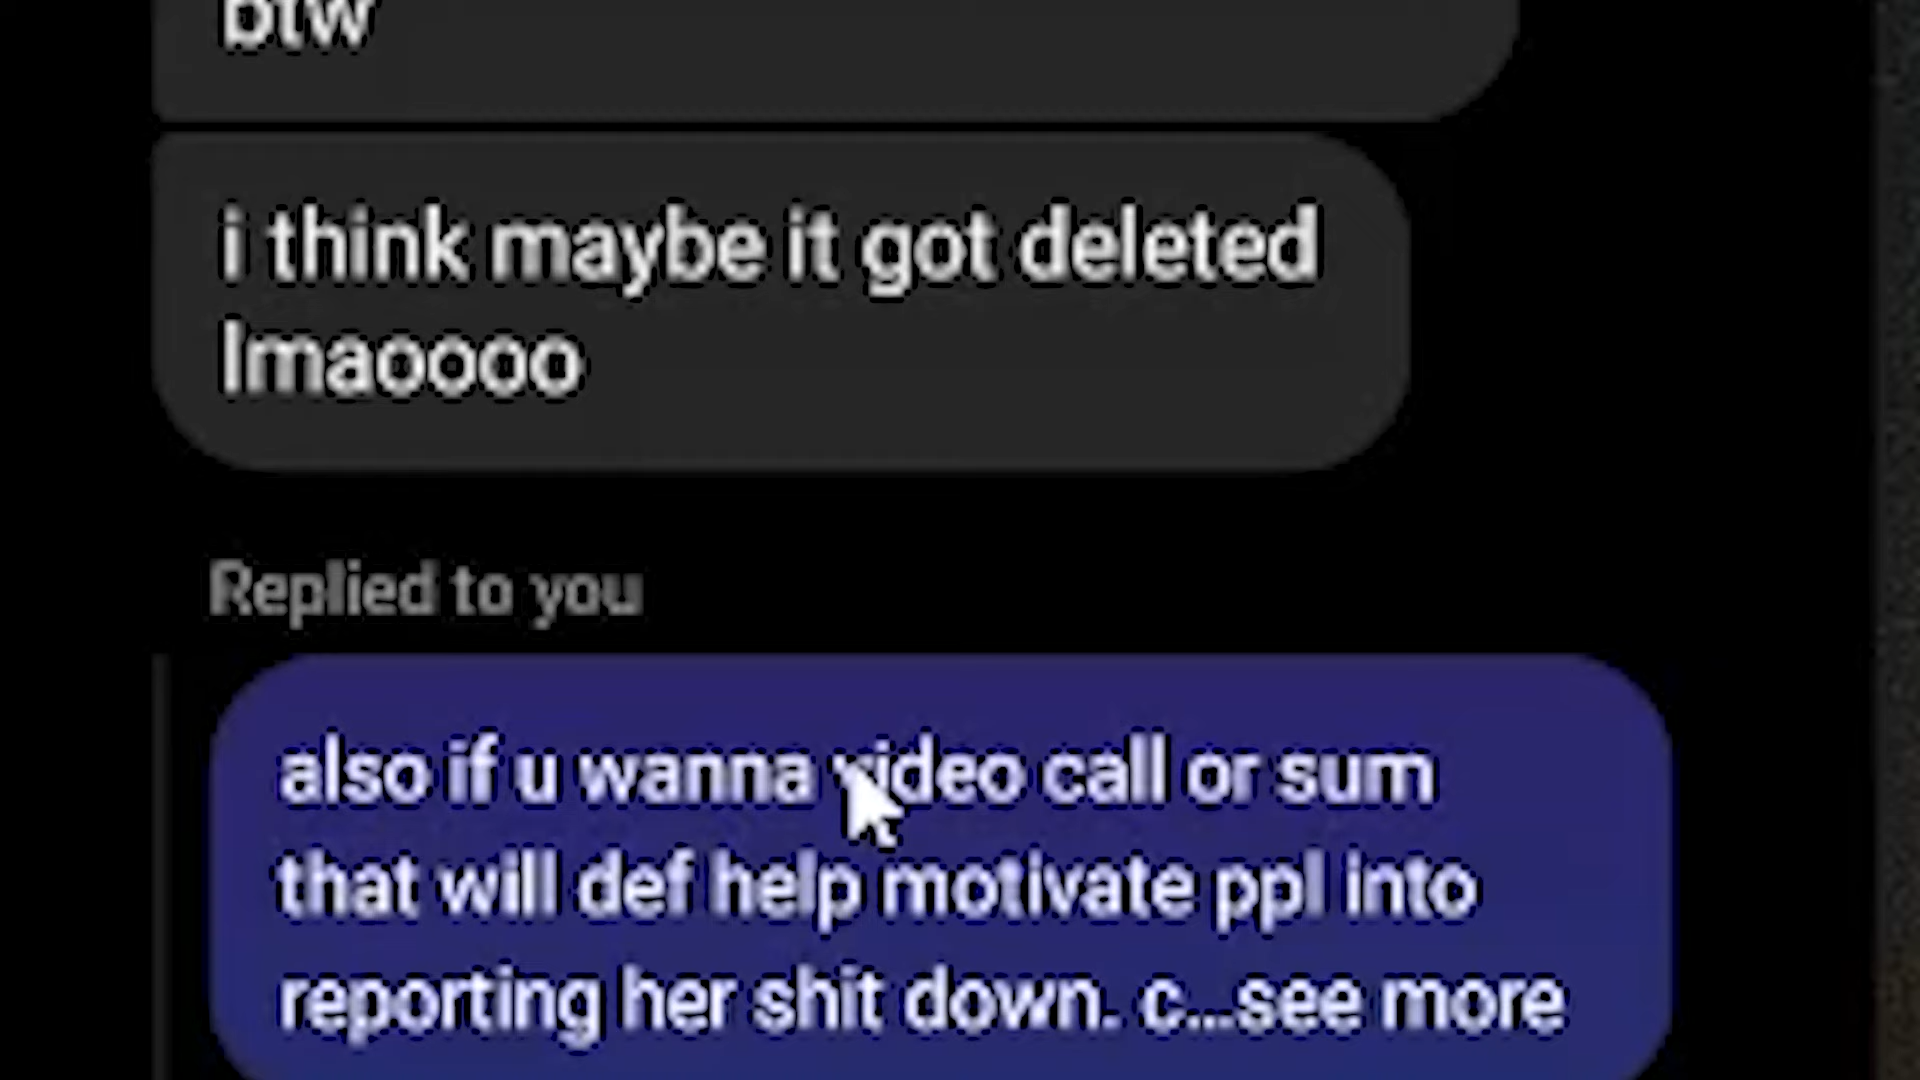 btw
i think maybe it got deleted
lmaoooo
Replied to you
also if u wanna video call or sum
that will def help motivate ppl into
reporting her shit down. c...see more